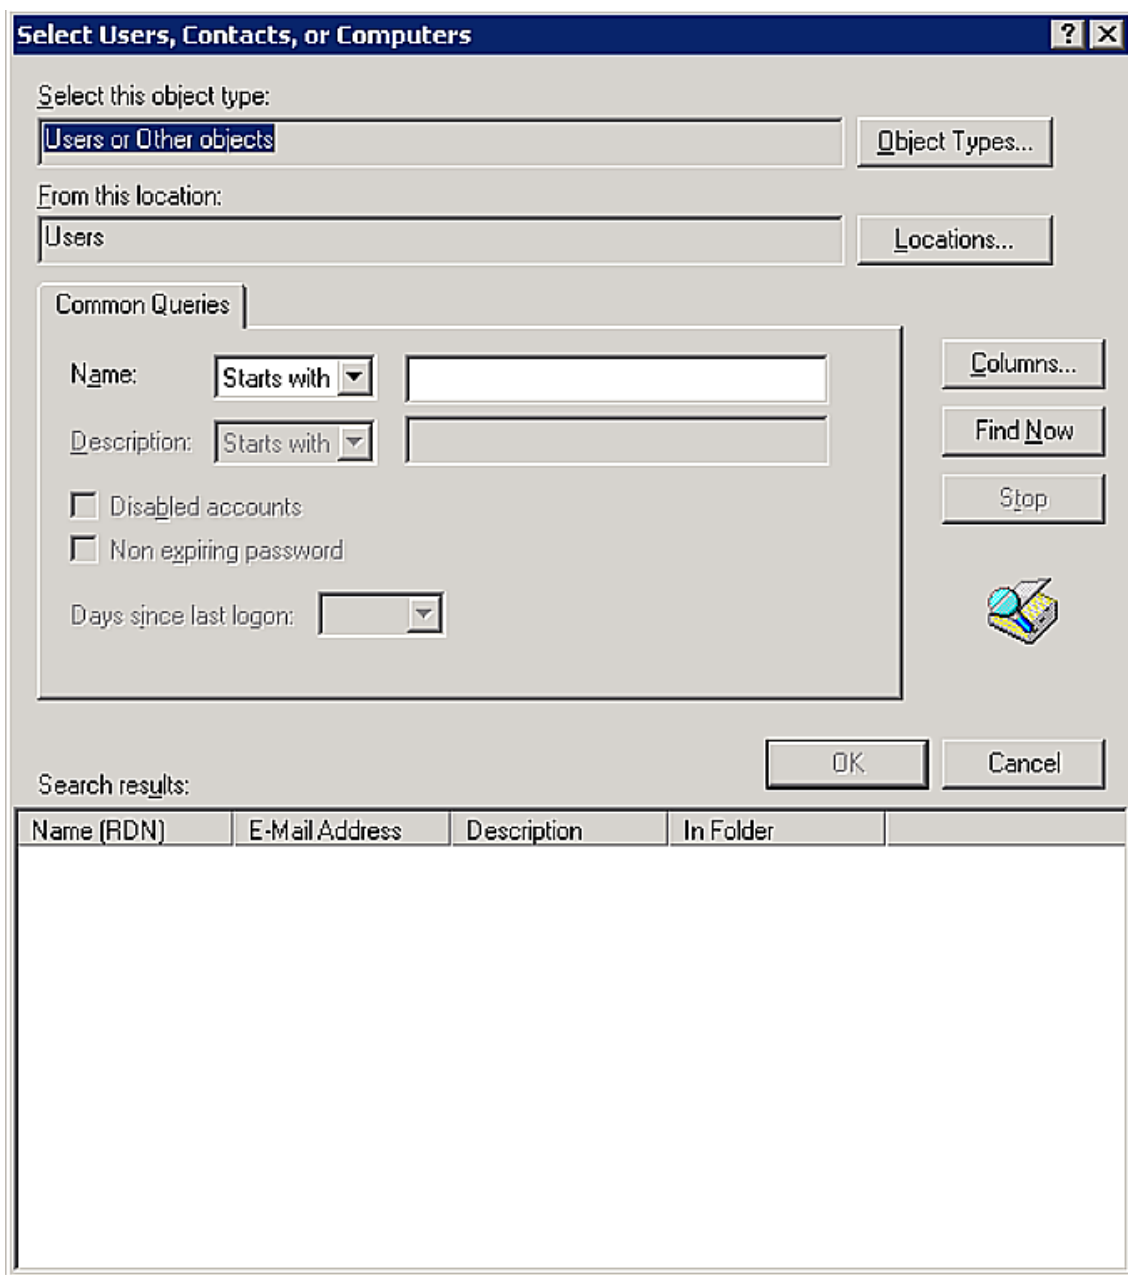 Select Users, Contacts, or Computers
Select this object type:
Users or Other objects
Object Types...
From this location:
Users
Locations...
Common Queries
Name:
Starts with
Columns...
Description:
Starts with
Find Now
Disabled accounts
Stop
Non expiring password
Days since last logon:
OK
Cancel
Search results:
Name (RDN) E-Mail Address Description In Folder